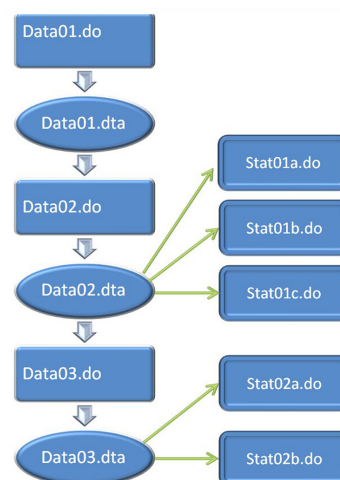 Data01.do
Data01.dta
Stat01a.do
Data02.do
Stat01b.do
Data02.dta
Stat01c.do
Data03.do
Stat02a.do
Data03.dta
Stat02b.do